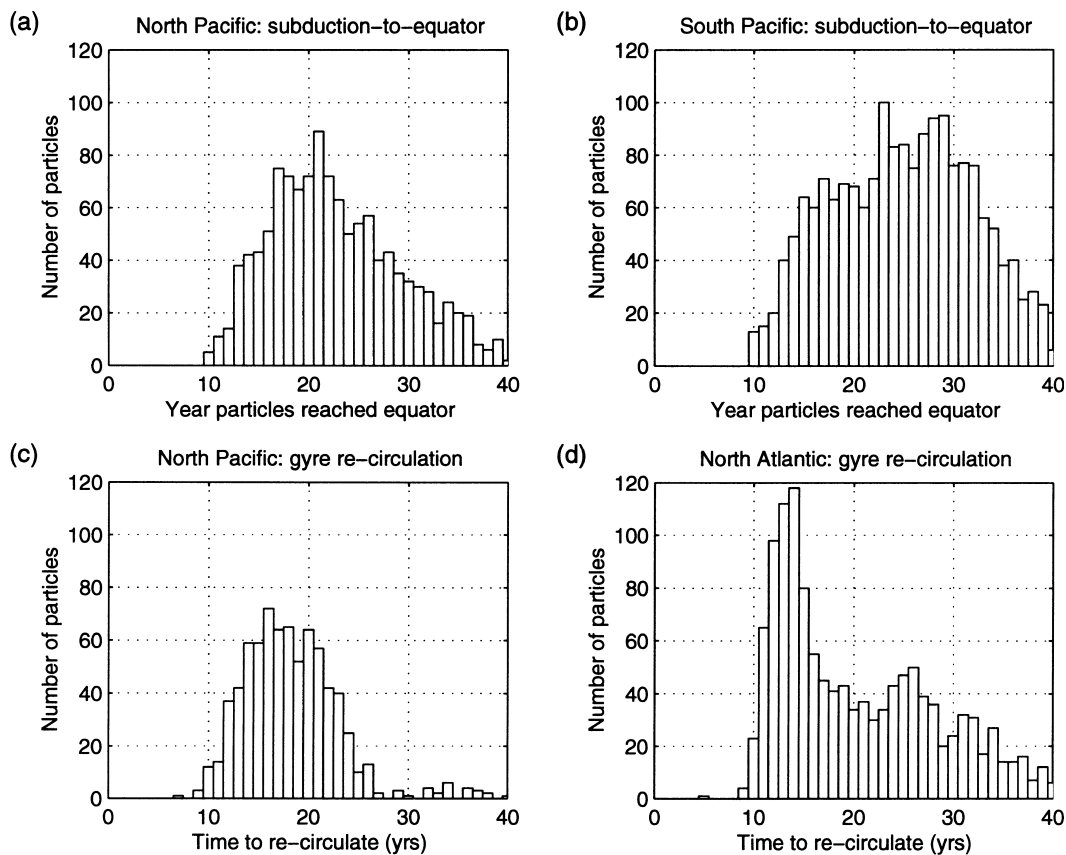 (a)
North Pacific: subduction-to-equator
120
100
80
60
40
20
0
Number of particles
0 10 20 30 40
Year particles reached equator
(b)
South Pacific: subduction-to-equator
120
100
80
60
40
20
0
Number of particles
0 10 20 30 40
Year particles reached equator
(c)
North Pacific: gyre re-circulation
120
100
80
60
40
20
0
Number of particles
0 10 20 30 40
Time to re-circulate (yrs)
(d)
North Atlantic: gyre re-circulation
120
100
80
60
40
20
0
Number of particles
0 10 20 30 40
Time to re-circulate (yrs)